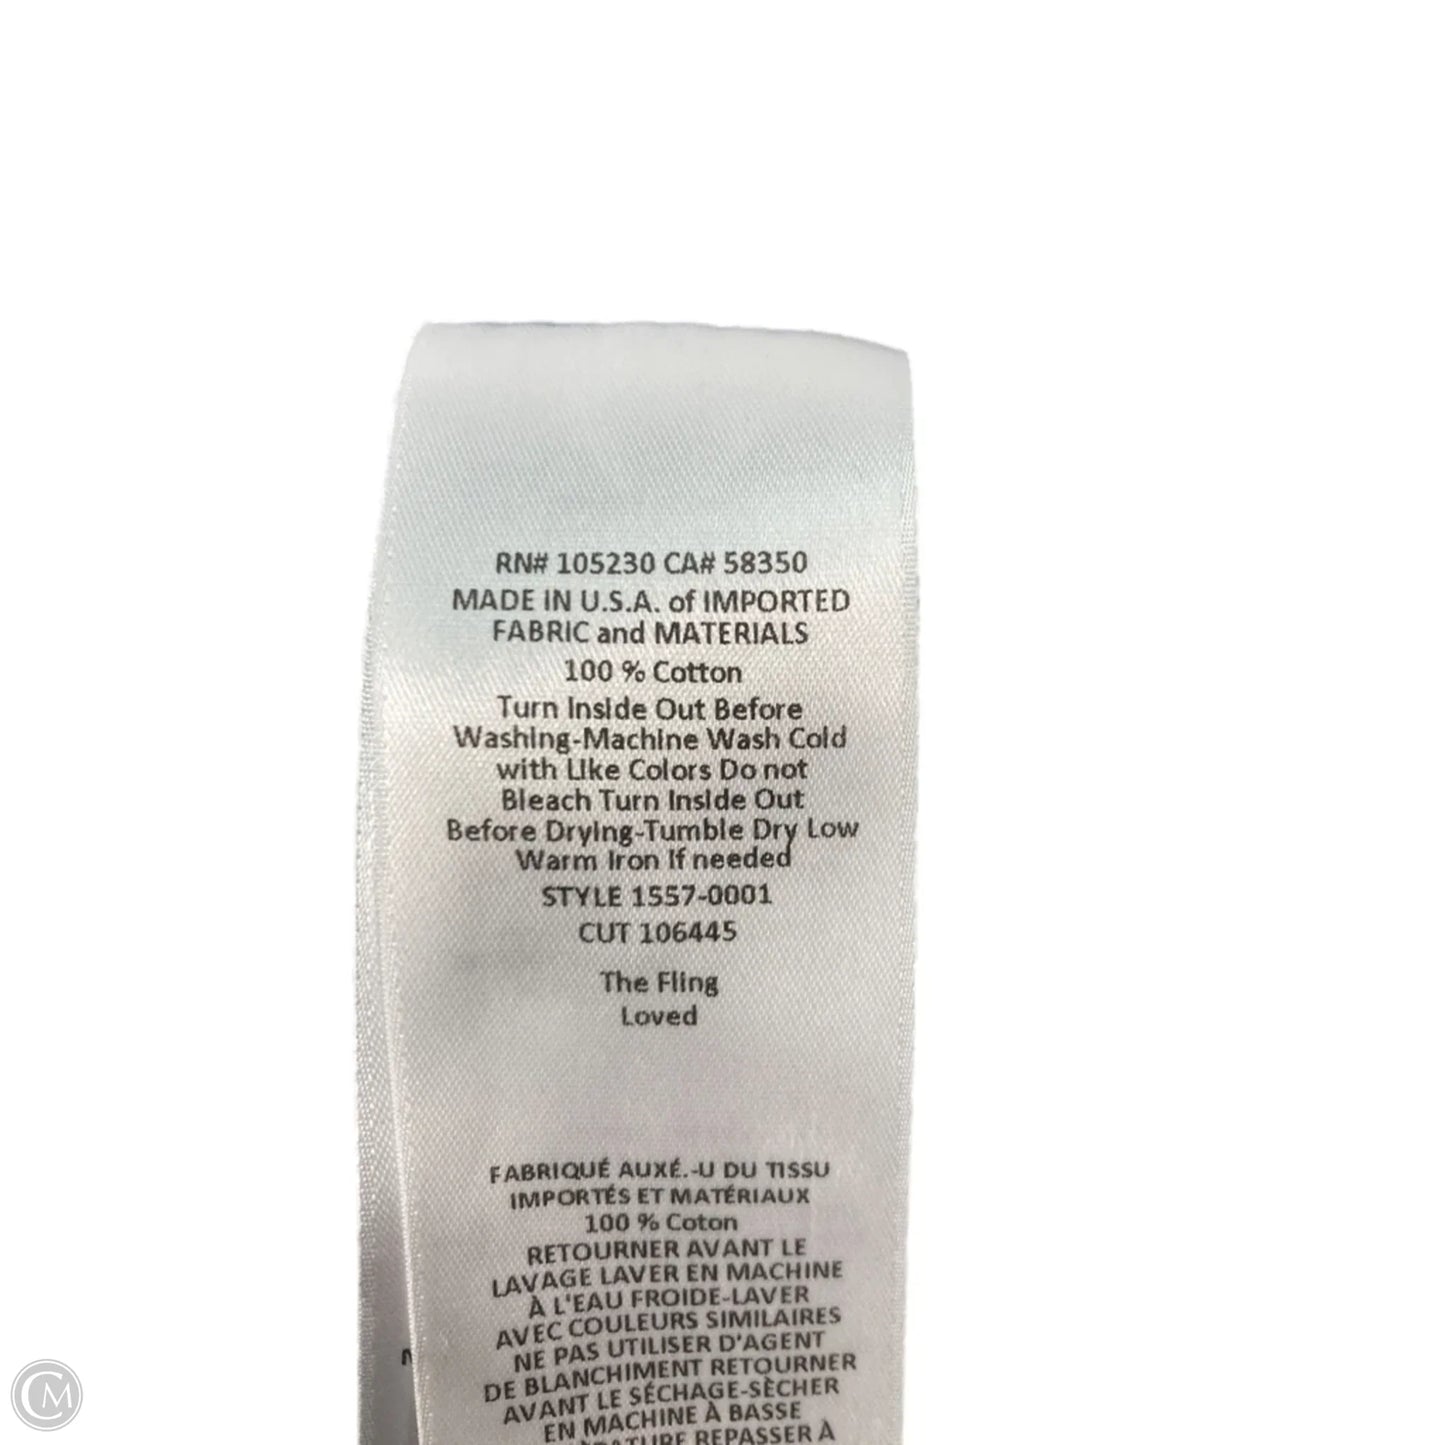 RN# 105230 CA# 58350
MADE IN U.S.A. of IMPORTED
FABRIC and MATERIALS
100 % Cotton
Turn Inside Out Before
Washing-Machine Wash Cold
with Like Colors Do not
Bleach Turn Inside Out
Before Drying-Tumble Dry Low
Warm Iron If needed
STYLE 1557-0001
CUT 106445
The Fling
Loved
FABRIQUÉ AUXÉ.-U DU TISSU
IMPORTÉS ET MATÉRIAUX
100 % Coton
RETOURNER AVANT LE
LAVAGE LAVER EN MACHINE
À L'EAU FROIDE-LAVER
AVEC COULEURS SIMILAIRES
NE PAS UTILISER D'AGENT
DE BLANCHIMENT RETOURNER
AVANT LE SÉCHAGE-SÈCHER
EN MACHINE À BASSE
REPASSER À
CM